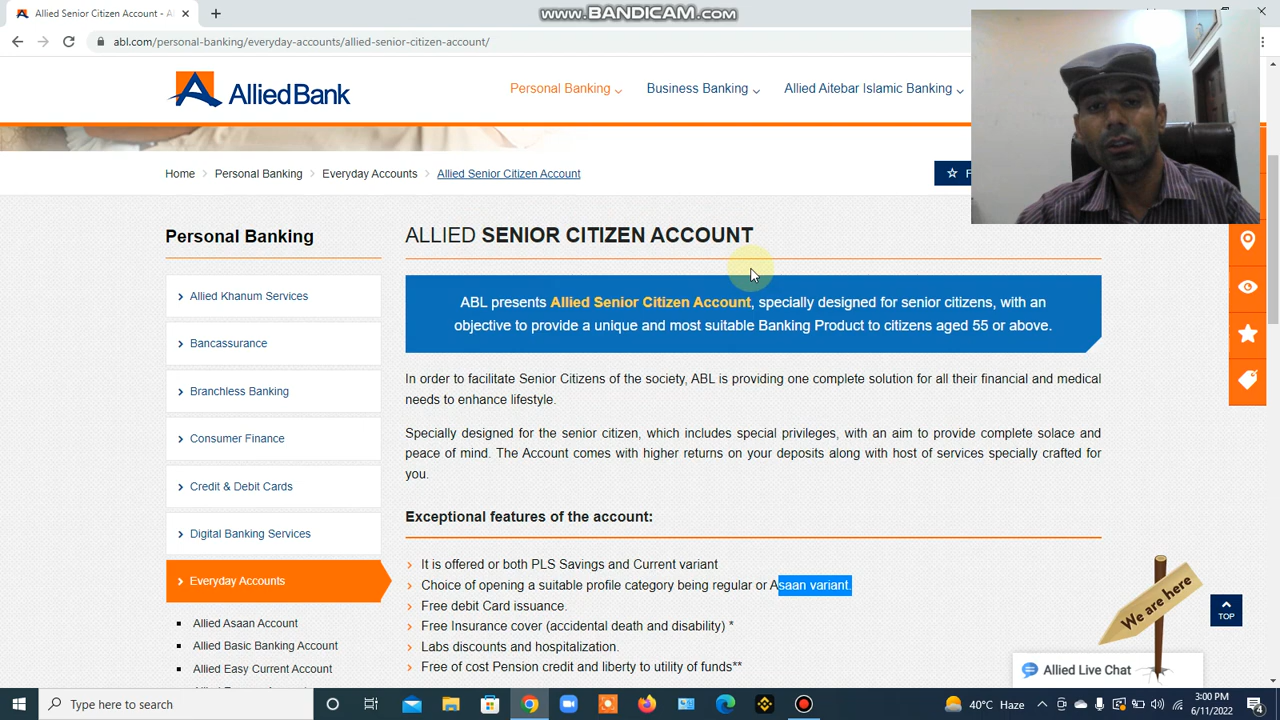 Allied Senior Citizen Account - A
www.BANDICAM.com
abl.com/personal-banking/everyday-accounts/allied-senior-citizen-account/
Allied Bank
Personal Banking
Business Banking
Allied Aitebar Islamic Banking
Home
Personal Banking
Everyday Accounts
Allied Senior Citizen Account
F
Personal Banking
Allied Khanum Services
Bancassurance
Branchless Banking
Consumer Finance
Credit & Debit Cards
Digital Banking Services
Everyday Accounts
Allied Asaan Account
Allied Basic Banking Account
Allied Easy Current Account
ALLIED SENIOR CITIZEN ACCOUNT
ABL presents Allied Senior Citizen Account, specially designed for senior citizens, with an
objective to provide a unique and most suitable Banking Product to citizens aged 55 or above.
In order to facilitate Senior Citizens of the society, ABL is providing one complete solution for all their financial and medical
needs to enhance lifestyle.
Specially designed for the senior citizen, which includes special privileges, with an aim to provide complete solace and
peace of mind. The Account comes with higher returns on your deposits along with host of services specially crafted for
you.
Exceptional features of the account:
It is offered or both PLS Savings and Current variant
Choice of opening a suitable profile category being regular or Asaan variant.
Free debit Card issuance.
Free Insurance cover (accidental death and disability) *
Labs discounts and hospitalization.
Free of cost Pension credit and liberty to utility of funds**
We are here
TOP
Allied Live Chat
Type here to search
40°C Haze
3:00 PM
6/11/2022
4